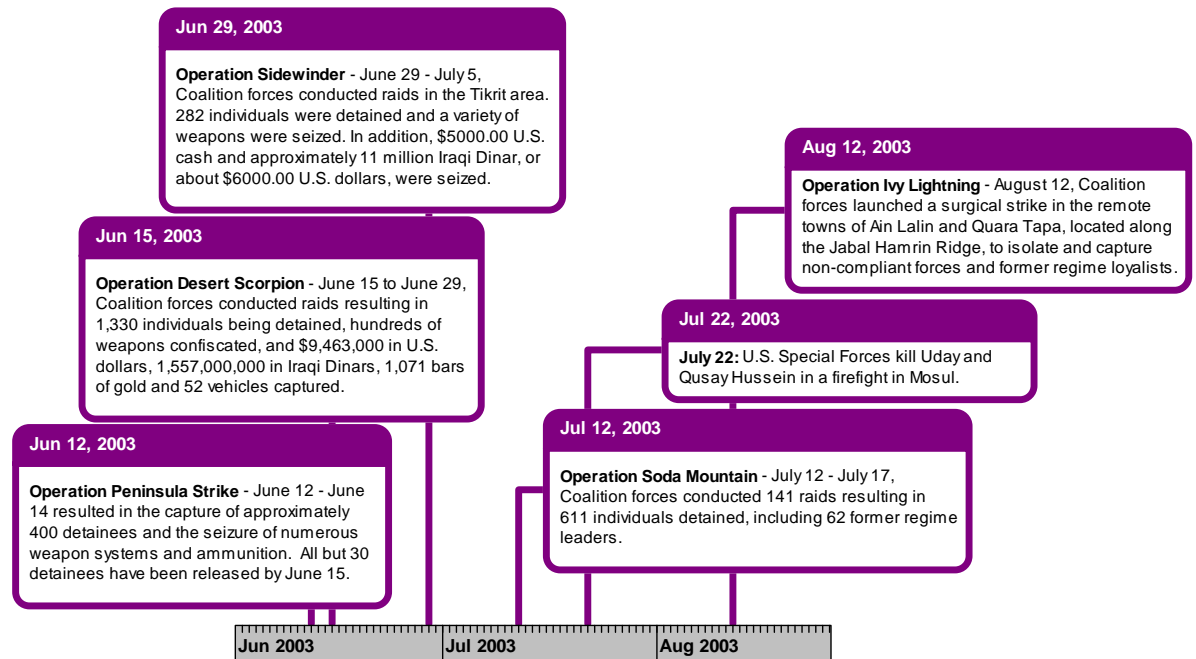 Jun 29, 2003
Operation Sidewinder - June 29 - July 5,
Coalition forces conducted raids in the Tikrit area.
282 individuals were detained and a variety of
weapons were seized. In addition, $5000.00 U.S.
cash and approximately 11 million Iraqi Dinar, or
about $6000.00 U.S. dollars, were seized.
Jun 15, 2003
Operation Desert Scorpion - June 15 to June 29,
Coalition forces conducted raids resulting in
1,330 individuals being detained, hundreds of
weapons confiscated, and $9,463,000 in U.S.
dollars, 1,557,000,000 in Iraqi Dinars, 1,071 bars
of gold and 52 vehicles captured.
Jun 12, 2003
Operation Peninsula Strike - June 12 - June
14 resulted in the capture of approximately
400 detainees and the seizure of numerous
weapon systems and ammunition. All but 30
detainees have been released by June 15.
Aug 12, 2003
Operation Ivy Lightning - August 12, Coalition
forces launched a surgical strike in the remote
towns of Ain Lalin and Quara Tapa, located along
the Jabal Hamrin Ridge, to isolate and capture
non-compliant forces and former regime loyalists.
Jul 22, 2003
July 22: U.S. Special Forces kill Uday and
Qusay Hussein in a firefight in Mosul.
Jul 12, 2003
Operation Soda Mountain - July 12 - July 17,
Coalition forces conducted 141 raids resulting in
611 individuals detained, including 62 former regime
leaders.
Jun 2003
Jul 2003
Aug 2003